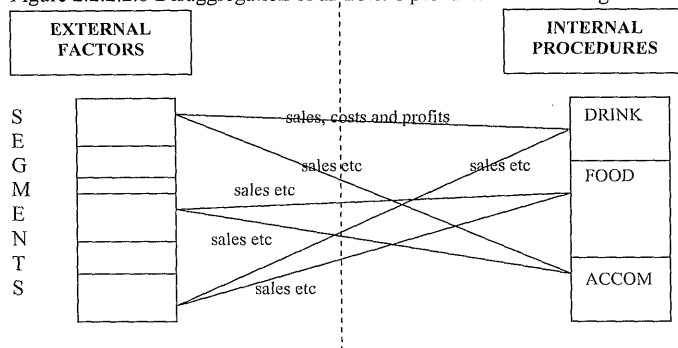 EXTERNAL
FACTORS
INTERNAL
PROCEDURES
S
E
G
M
E
N
T
S
sales, costs and profits
sales etc
sales etc
sales etc
sales etc
sales etc
DRINK
FOOD
ACCOM